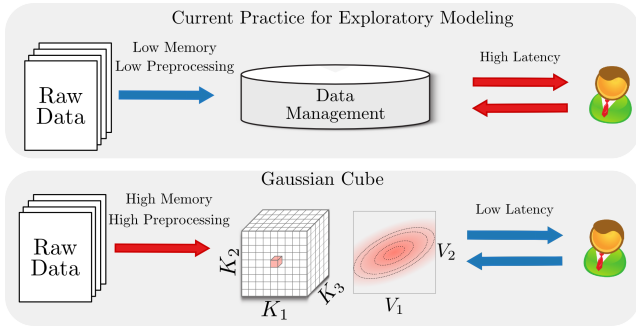 Current Practice for Exploratory Modeling
Raw
Data
Low Memory
Low Preprocessing
Data
Management
High Latency
Gaussian Cube
Raw
Data
High Memory
High Preprocessing
K2
K1
K3
V2
V1
Low Latency